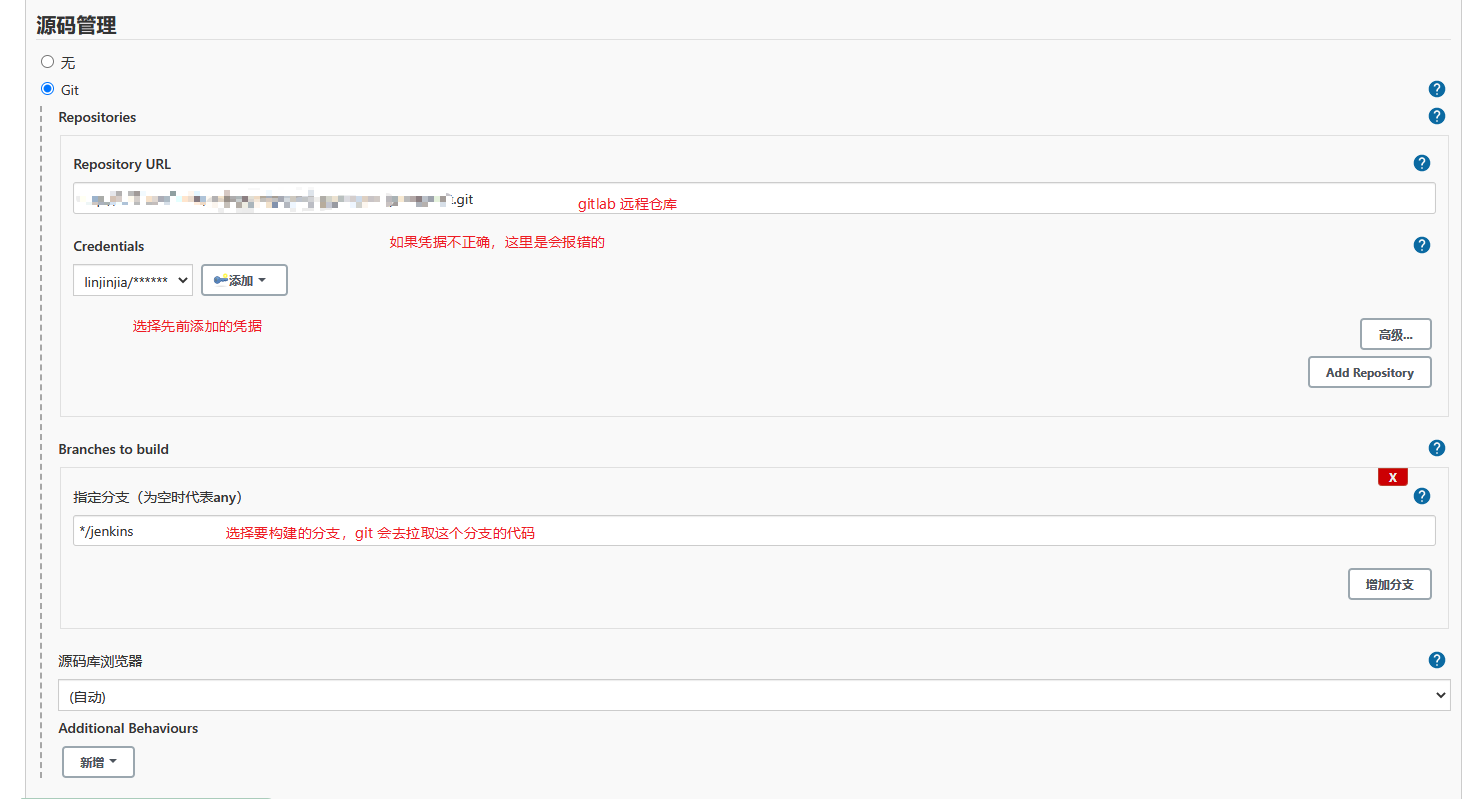 源码管理
无
Git
Repositories
Repository URL
.git
gitlab 远程仓库
Credentials
如果凭据不正确，这里是会报错的
linjinjia/******
添加
选择先前添加的凭据
高级...
Add Repository
Branches to build
X
指定分支（为空时代表any）
*/jenkins
选择要构建的分支，git 会去拉取这个分支的代码
增加分支
源码库浏览器
(自动)
Additional Behaviours
新增